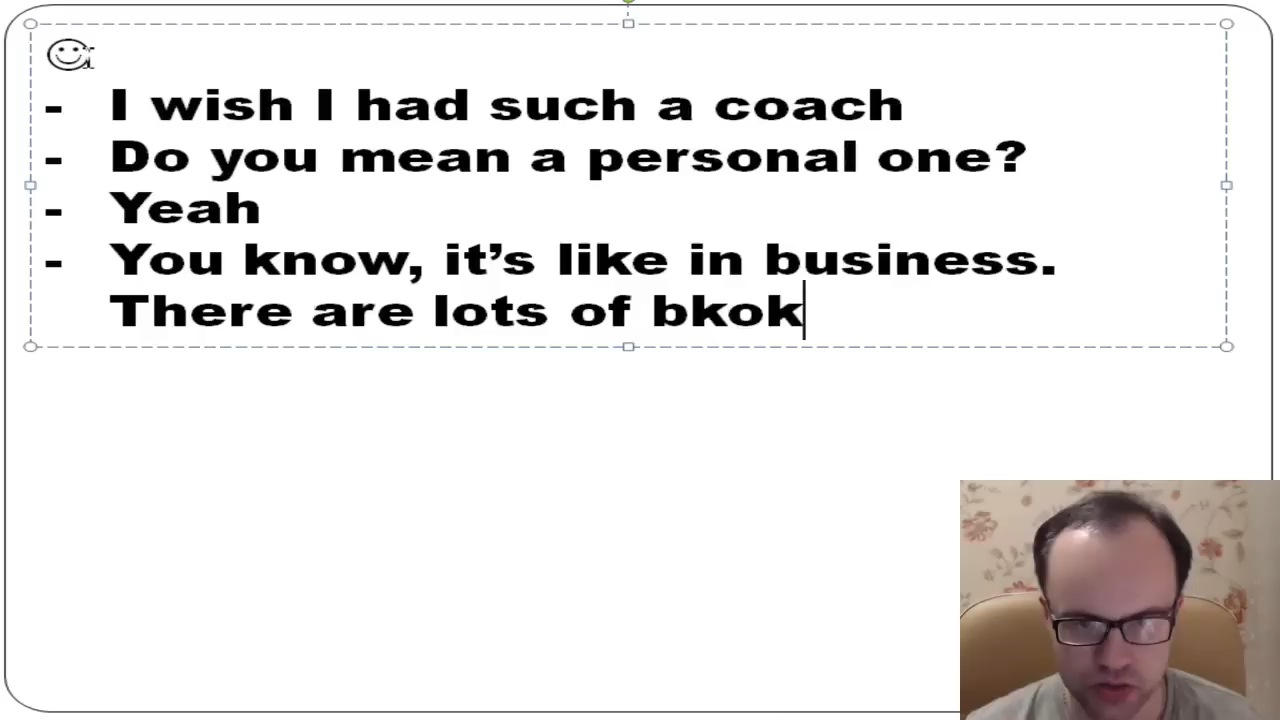 - I wish I had such a coach
- Do you mean a personal one?
- Yeah
- You know, it’s like in business.
There are lots of bkok